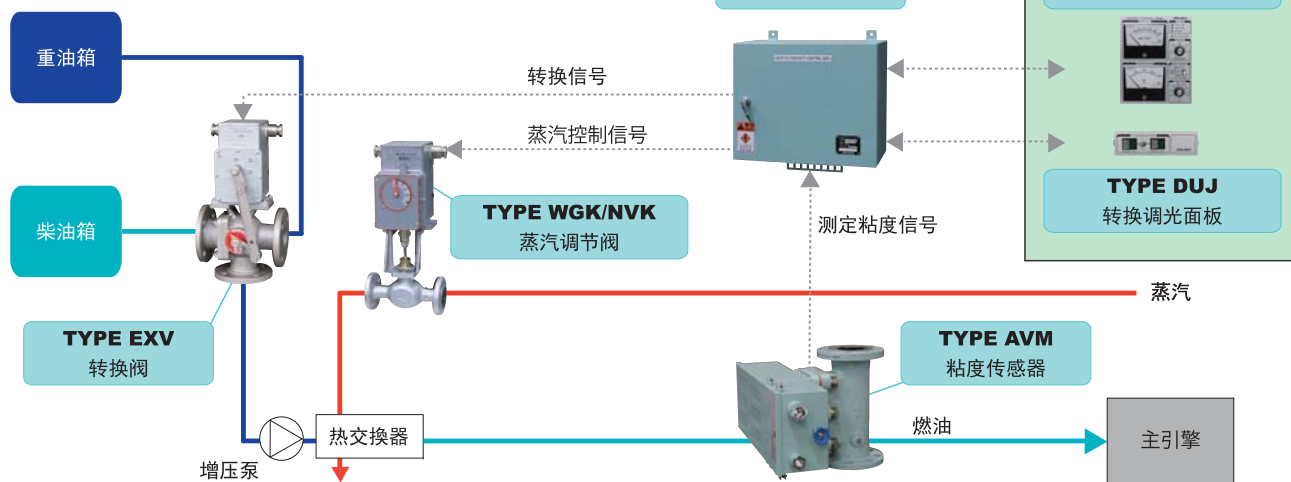 重油箱
转换信号
蒸汽控制信号
柴油箱
TYPE WGK/NVK
蒸汽调节阀
测定粘度信号
TYPE DUJ
转换调光面板
蒸汽
TYPE EXV
转换阀
TYPE AVM
粘度传感器
热交换器
燃油
主引擎
增压泵